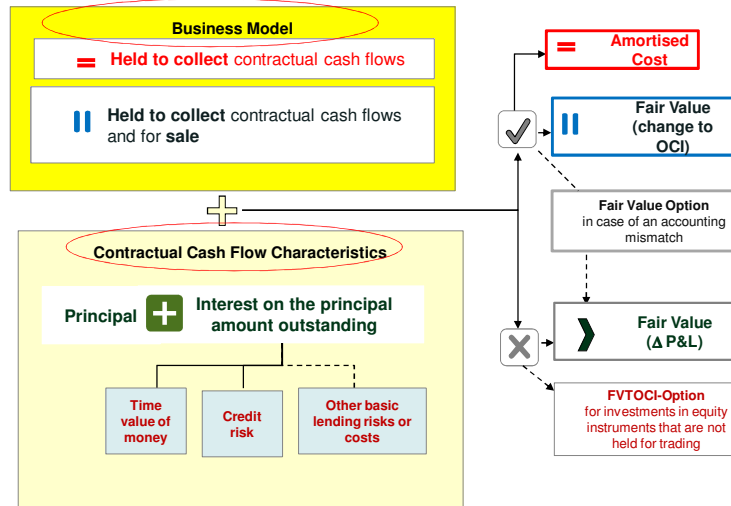 Business Model
= Held to collect contractual cash flows
Held to collect contractual cash flows
and for sale
Contractual Cash Flow Characteristics
Principal
Interest on the principal
amount outstanding
Time
value of
money
Credit
risk
Other basic
lending risks or
costs
= Amortised
Cost
Fair Value
(change to
OCI)
Fair Value Option
in case of an accounting
mismatch
Fair Value
(Δ P&L)
FVTOCI-Option
for investments in equity
instruments that are not
held for trading